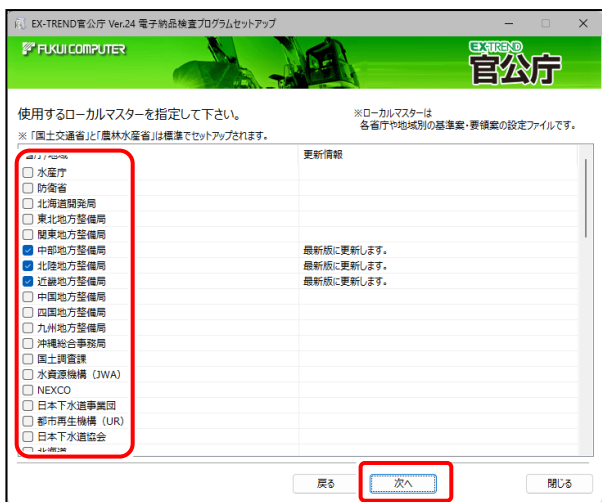 EX-TREND官公庁 Ver.24 電子納品検査プログラムセットアップ
FUKUI COMPUTER
EX-TREND
官公庁
使用するローカルマスターを指定して下さい。
※ローカルマスターは
各省庁や地域別の基準案・要領案の設定ファイルです。
※「国土交通省」と「農林水産省」は標準でセットアップされます。
省庁/地域 更新情報
水産庁
防衛省
北海道開発局
東北地方整備局
関東地方整備局
中部地方整備局 最新版に更新します。
北陸地方整備局 最新版に更新します。
近畿地方整備局 最新版に更新します。
中国地方整備局
四国地方整備局
九州地方整備局
沖縄総合事務局
国土調査課
水資源機構（JWA）
NEXCO
日本下水道事業団
都市再生機構（UR）
日本下水道協会
北海道
戻る 次へ 閉じる